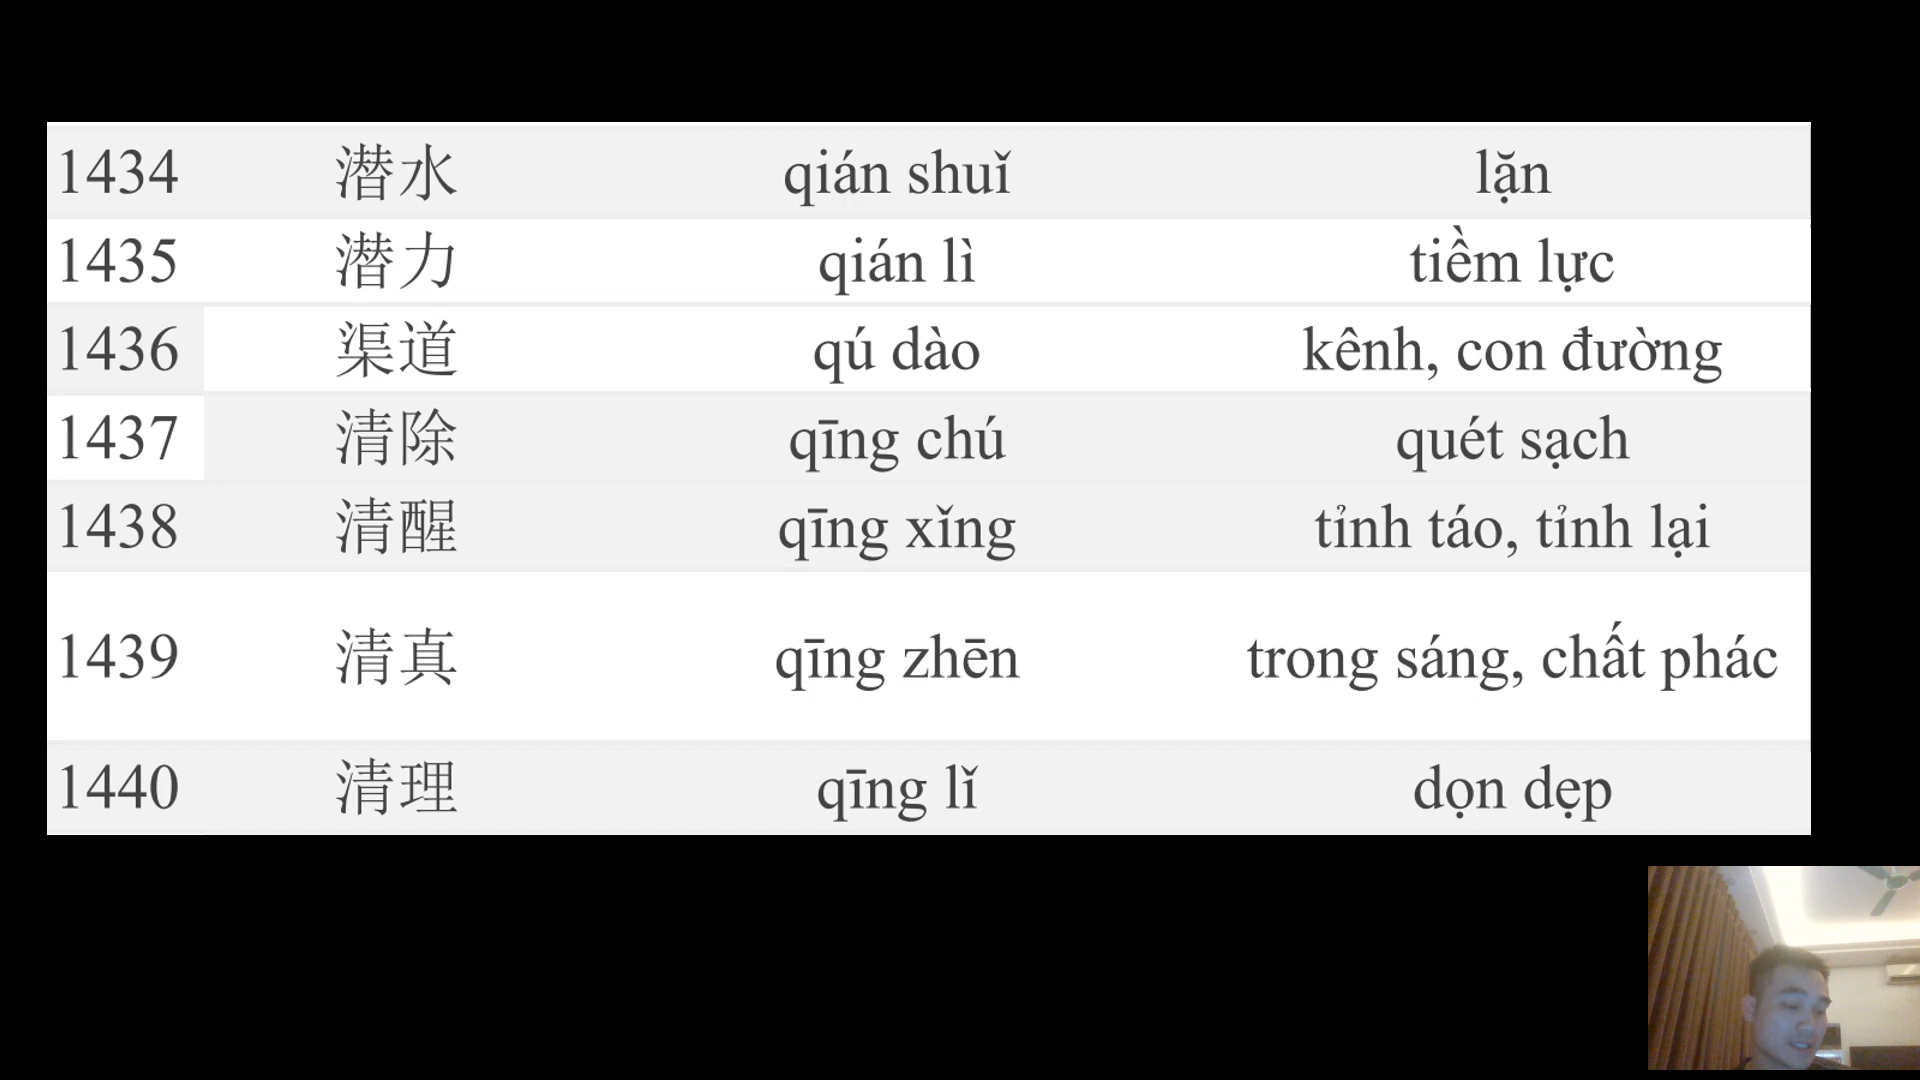 1434 潜水 qián shuǐ lặn
1435 潜力 qián lì tiềm lực
1436 渠道 qú dào kênh, con đường
1437 清除 qīng chú quét sạch
1438 清醒 qīng xǐng tỉnh táo, tỉnh lại
1439 清真 qīng zhēn trong sáng, chất phác
1440 清理 qīng lǐ dọn dẹp